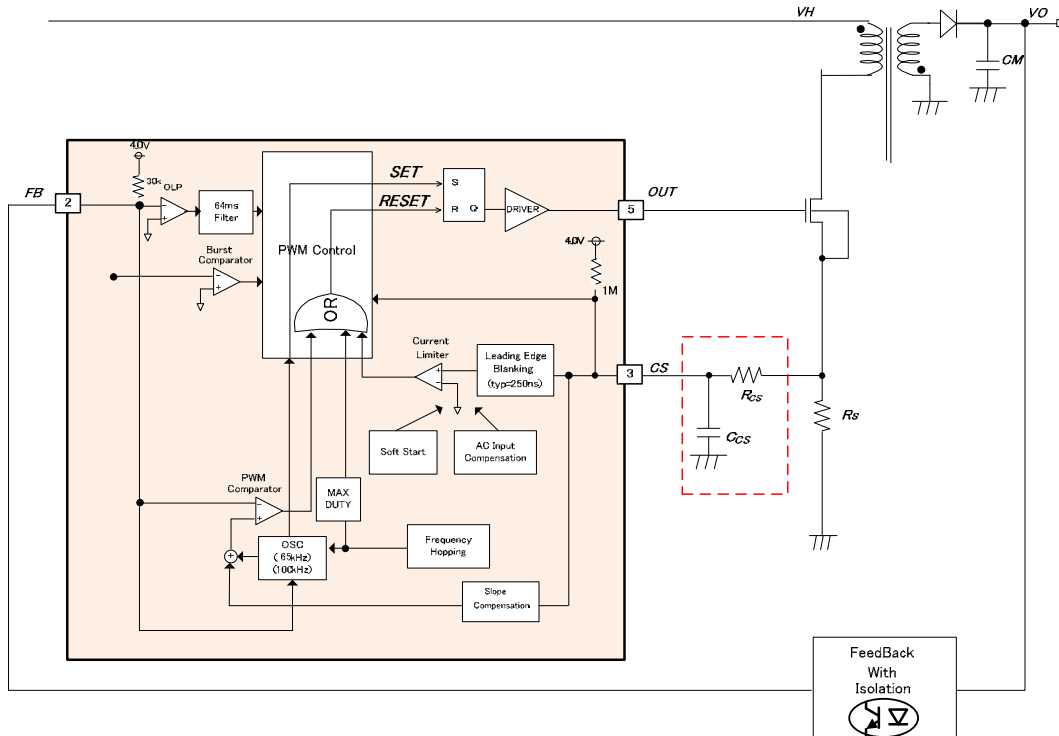 VH
VO
CM
4.0V
30k
OLP
FB
2
64ms
Filter
SET
RESET
S
R
Q
DRIVER
5
OUT
PWM Control
Burst
Comparator
4.0V
1M
OR
Current
Limiter
Leading Edge
Blanking
(typ=250ns)
3
CS
RCS
CCS
RS
Soft Start
AC Input
Compensation
PWM
Comparator
MAX
DUTY
OSC
(65kHz)
(100kHz)
Frequency
Hopping
Slope
Compensation
FeedBack
With
Isolation